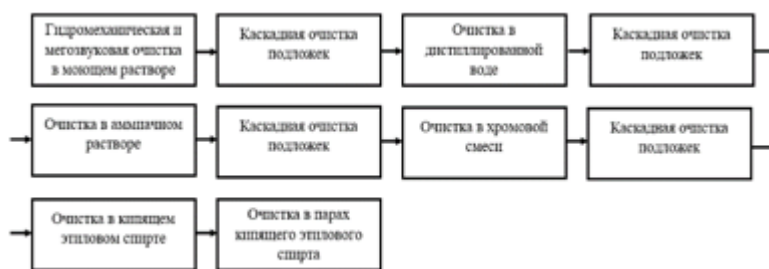 Гидромеханическая и
мегозвуковая очистка
в моющем растворе
Каскадная очистка
подложек
Очистка в
дистиллированной
воде
Каскадная очистка
подложек
Очистка в аммиачном
растворе
Каскадная очистка
подложек
Очистка в хромовой
смеси
Каскадная очистка
подложек
Очистка в кипящем
этиловом спирте
Очистка в парах
кипящего этилового
спирта